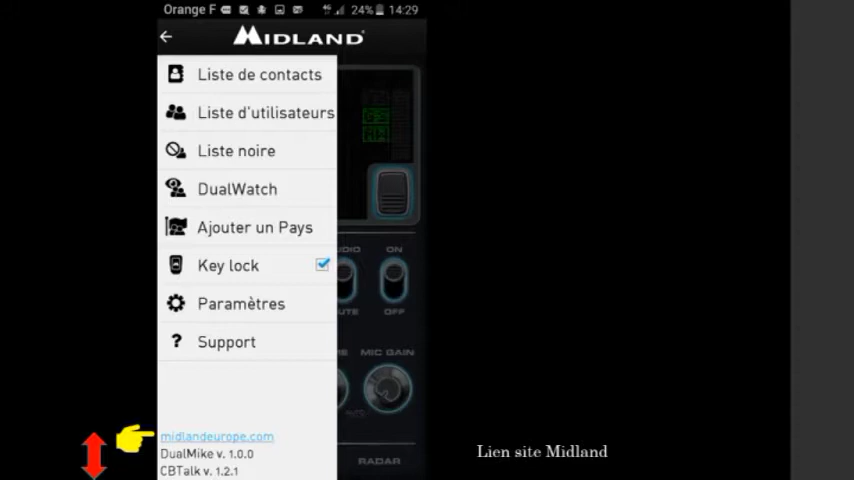 Orange F 24% 14:29
MIDLAND
Liste de contacts
Liste d'utilisateurs
Liste noire
DualWatch
Ajouter un Pays
Key lock
Paramètres
? Support
ON
OFF
MIC GAIN
AUTO
midlandeurope.com
DualMike v. 1.0.0
CBTalk v. 1.2.1
RADAR
Lien site Midland